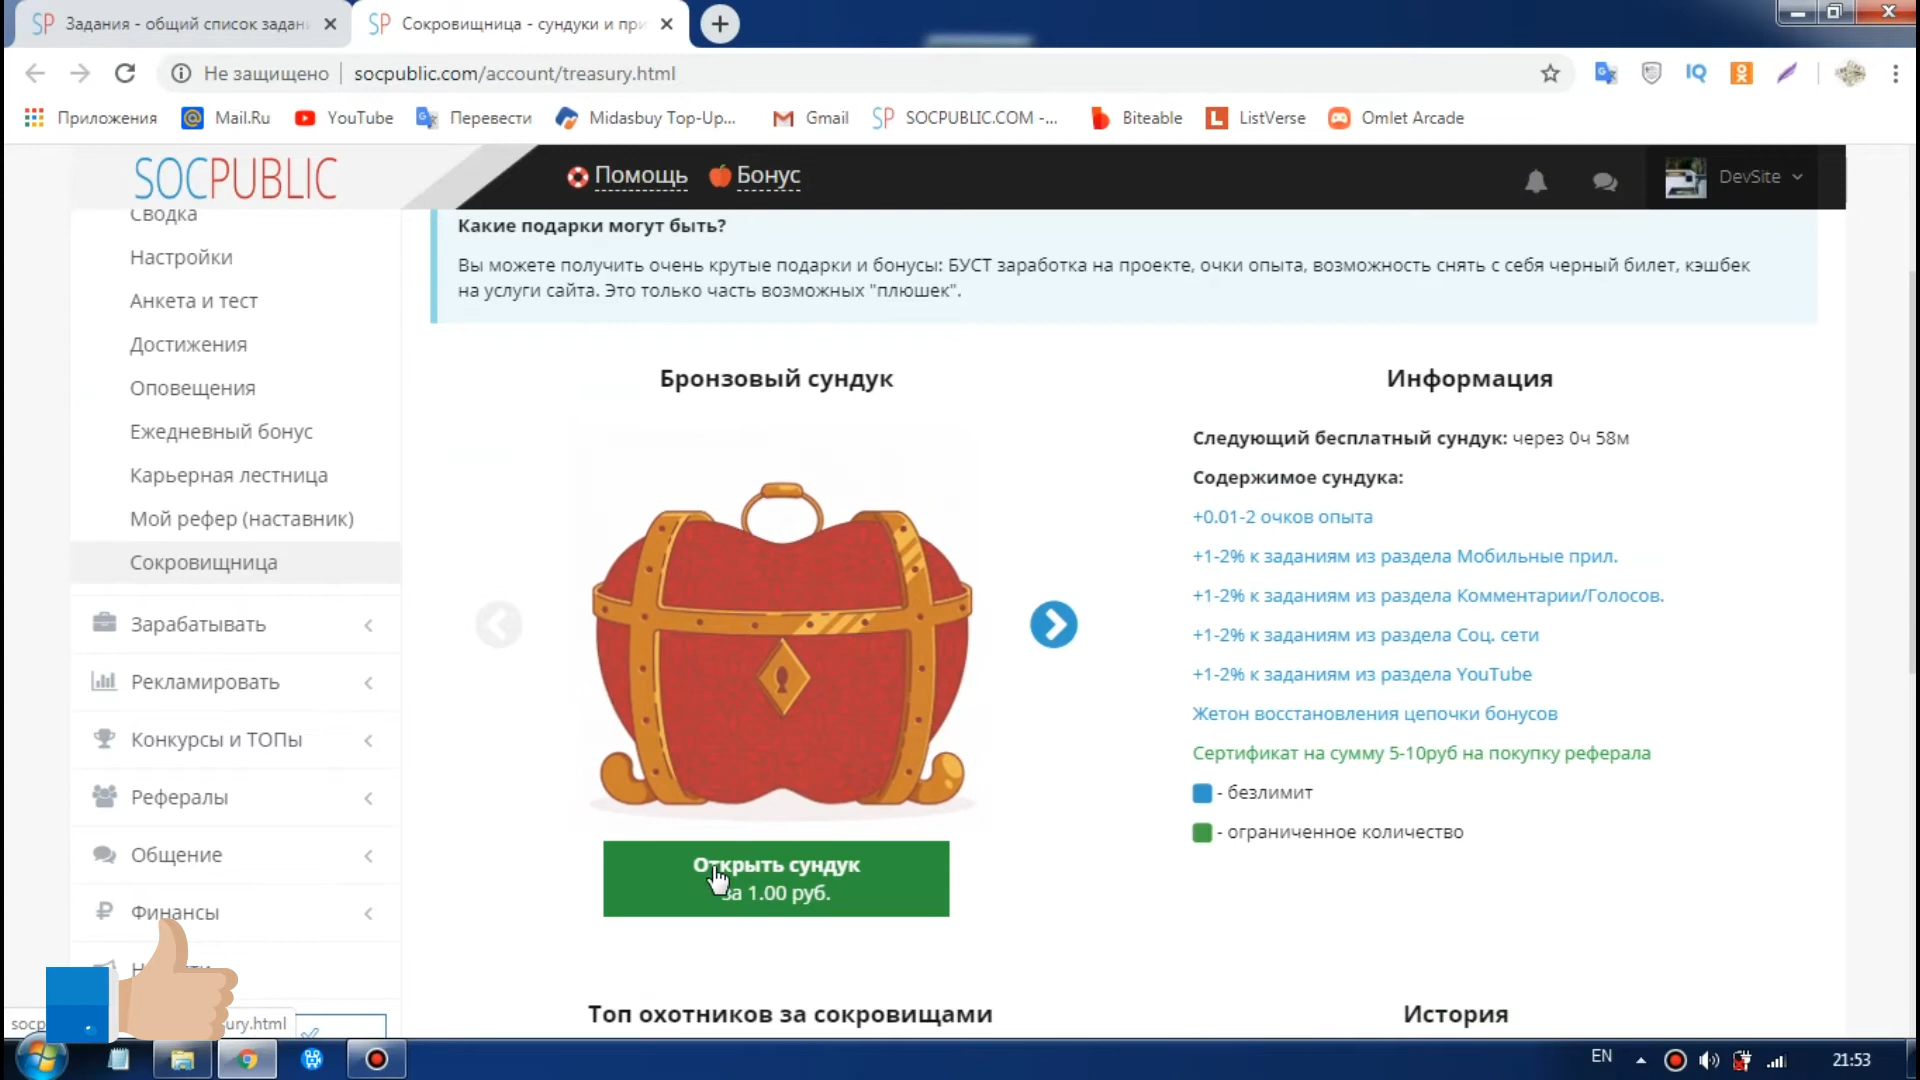 Задания - общий список задани
Сокровищница - сундуки и при
Не защищено
socpublic.com/account/treasury.html
Приложения
Mail.Ru
YouTube
Перевести
Midasbuy Top-Up...
Gmail
SOCPUBLIC.COM -...
Biteable
ListVerse
Omlet Arcade
SOCPUBLIC
Помощь
Бонус
DevSite
Сводка
Настройки
Анкета и тест
Достижения
Оповещения
Ежедневный бонус
Карьерная лестница
Мой рефер (наставник)
Сокровищница
Зарабатывать
Рекламировать
Конкурсы и ТОПы
Рефералы
Общение
Финансы
Какие подарки могут быть?
Вы можете получить очень крутые подарки и бонусы: БУСТ заработка на проекте, очки опыта, возможность снять с себя черный билет, кэшбек
на услуги сайта. Это только часть возможных "плюшек".
Бронзовый сундук
Открыть сундук
за 1.00 руб.
Информация
Следующий бесплатный сундук: через 0ч 58м
Содержимое сундука:
+0.01-2 очков опыта
+1-2% к заданиям из раздела Мобильные прил.
+1-2% к заданиям из раздела Комментарии/Голосов.
+1-2% к заданиям из раздела Соц. сети
+1-2% к заданиям из раздела YouTube
Жетон восстановления цепочки бонусов
Сертификат на сумму 5-10руб на покупку реферала
- безлимит
- ограниченное количество
Топ охотников за сокровищами
История
socp
ury.html
EN
21:53